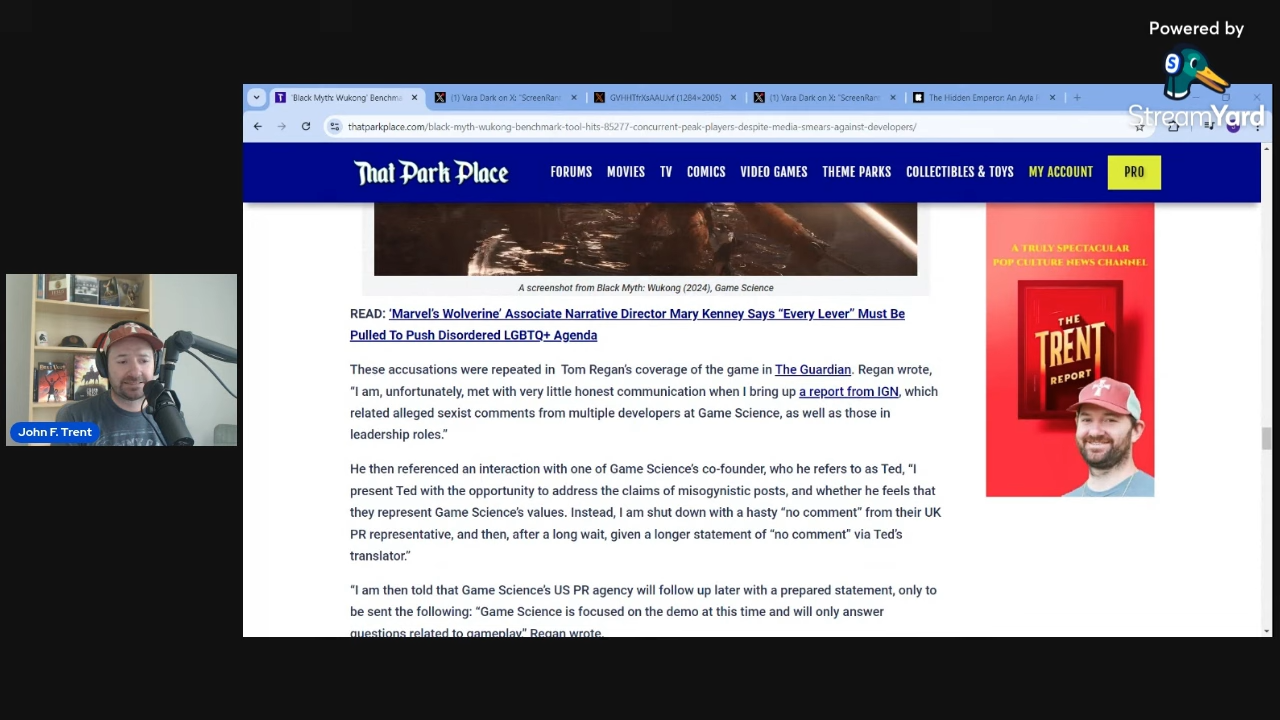 Powered by
StreamYard
'Black Myth: Wukong' Benchma
(1) Vara Dark on X: "ScreenRan
GVHHTfrXsAAUJvf (1284×2005)
(1) Vara Dark on X: "ScreenRan
The Hidden Emperor: An Ayla R
thatparkplace.com/black-myth-wukong-benchmark-tool-hits-85277-concurrent-peak-players-despite-media-smears-against-developers/
That Park Place
FORUMS MOVIES TV COMICS VIDEO GAMES THEME PARKS COLLECTIBLES & TOYS MY ACCOUNT PRO
A screenshot from Black Myth: Wukong (2024), Game Science
READ: 'Marvel's Wolverine' Associate Narrative Director Mary Kenney Says "Every Lever" Must Be
Pulled To Push Disordered LGBTQ+ Agenda
These accusations were repeated in Tom Regan's coverage of the game in The Guardian. Regan wrote,
"I am, unfortunately, met with very little honest communication when I bring up a report from IGN, which
related alleged sexist comments from multiple developers at Game Science, as well as those in
leadership roles."
He then referenced an interaction with one of Game Science's co-founder, who he refers to as Ted, "I
present Ted with the opportunity to address the claims of misogynistic posts, and whether he feels that
they represent Game Science's values. Instead, I am shut down with a hasty "no comment" from their UK
PR representative, and then, after a long wait, given a longer statement of "no comment" via Ted's
translator."
"I am then told that Game Science's US PR agency will follow up later with a prepared statement, only to
be sent the following: "Game Science is focused on the demo at this time and will only answer
questions related to gameplay" Regan wrote.
A TRULY SPECTACULAR
POP CULTURE NEWS CHANNEL
THE
TRENT
REPORT
John F. Trent